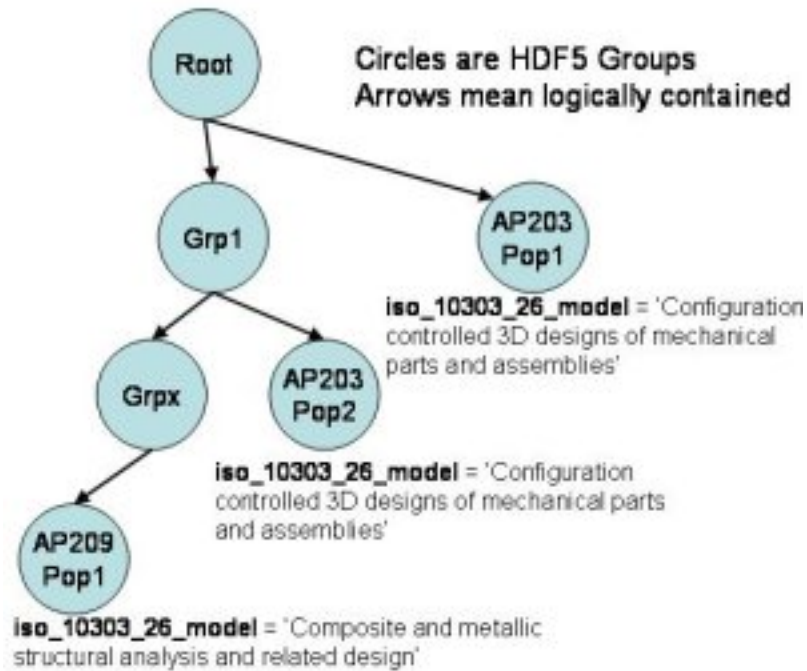 Root
Circles are HDF5 Groups
Arrows mean logically contained
Grp1
AP203
Pop1
iso_10303_26_model = 'Configuration
controlled 3D designs of mechanical
parts and assemblies'
Grpx
AP203
Pop2
iso_10303_26_model = 'Configuration
controlled 3D designs of mechanical parts
and assemblies'
AP209
Pop1
iso_10303_26_model = 'Composite and metallic
structural analysis and related design'